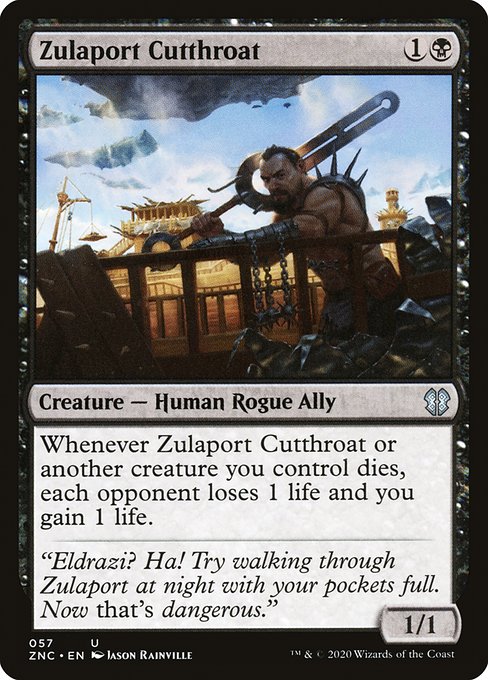 Zulaport Cutthroat 1
Creature — Human Rogue Ally
Whenever Zulaport Cutthroat or
another creature you control dies,
each opponent loses 1 life and you
gain 1 life.
“Eldrazi? Ha! Try walking through
Zulaport at night with your pockets full.
Now that’s dangerous.”
1/1
057 U
ZNC • EN Jason Rainville ™ & © 2020 Wizards of the Coast